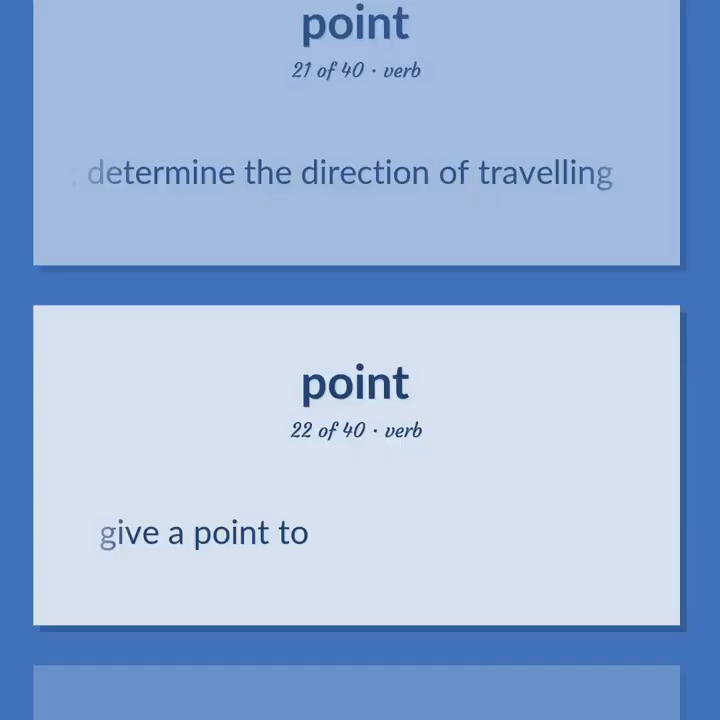 point
21 of 40 · verb
; determine the direction of travelling
point
22 of 40 · verb
give a point to